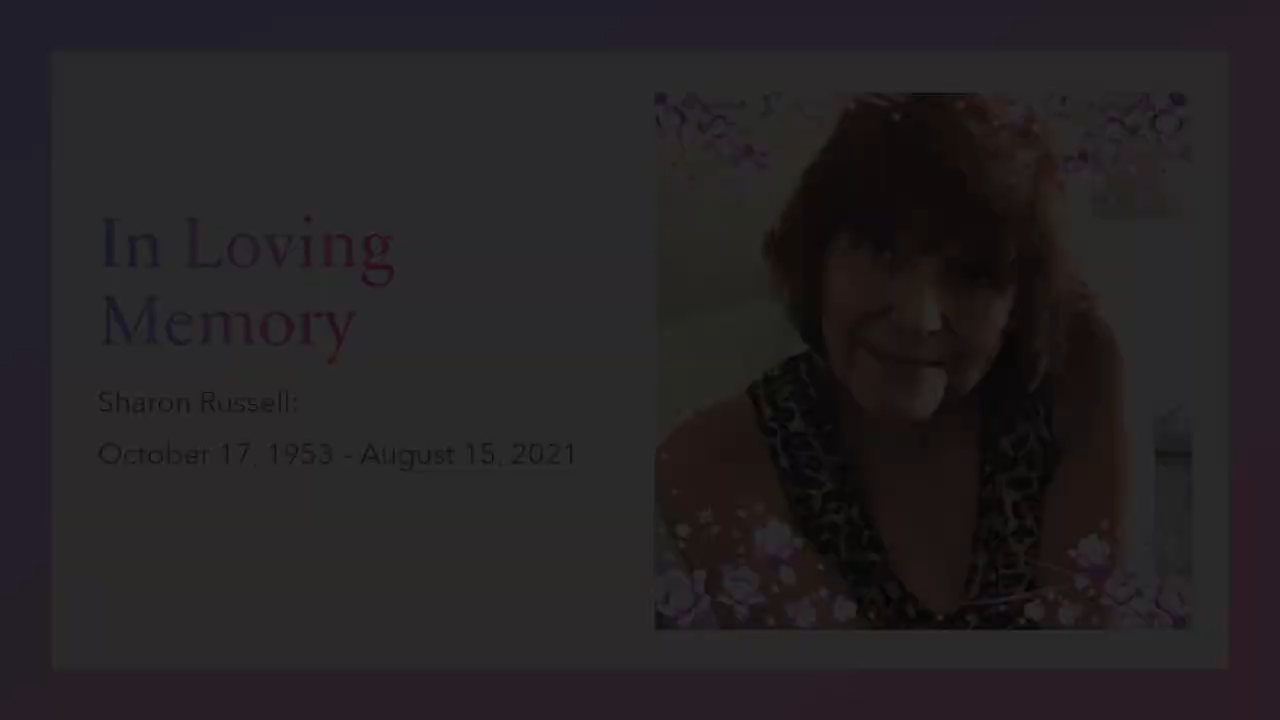 In Loving
Memory
Sharon Russell:
October 17, 1953 - August 15, 2021